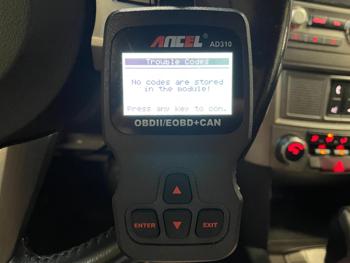 ANCEL
AD310
Trouble Codes
No codes are stored
in the module!
Press any key to con.
OBDII/EOBD+CAN
ENTER
EXIT